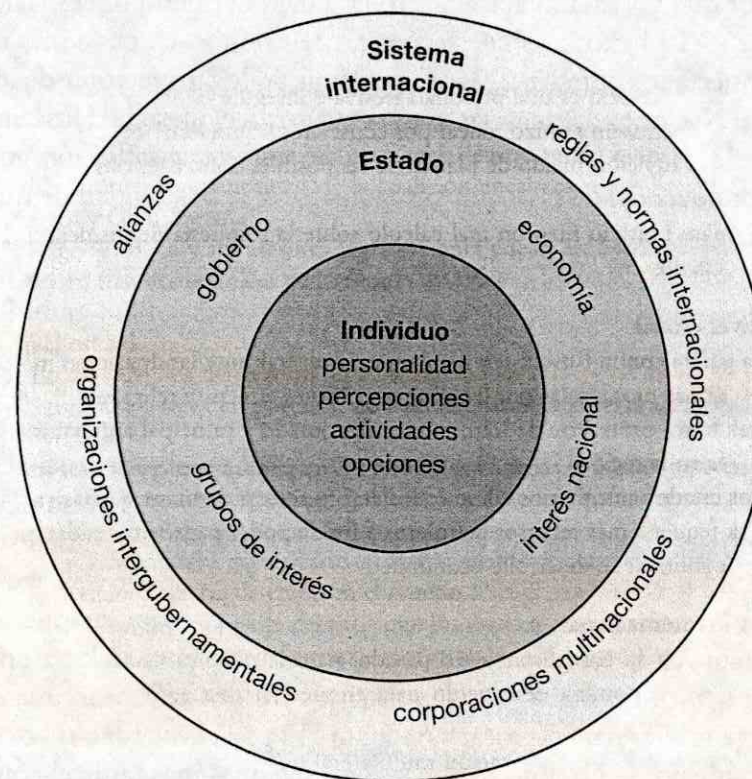 Sistema
internacional
alianzas
reglas y normas internacionales
organizaciones intergubernamentales
corporaciones multinacionales
Estado
gobierno
economía
grupos de interés
interés nacional
Individuo
personalidad
percepciones
actividades
opciones